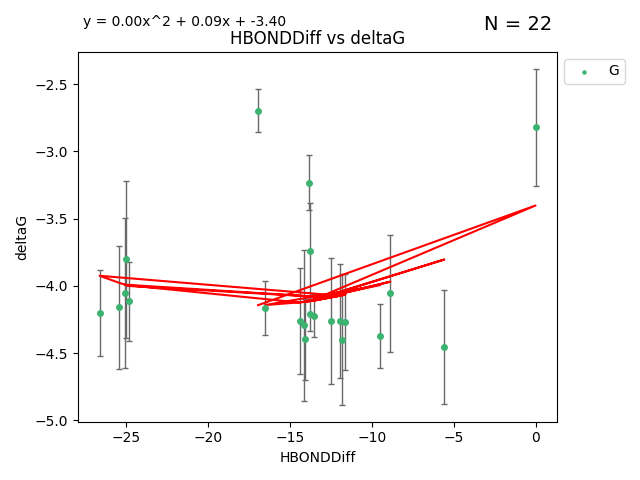 y = 0.00x^2 + 0.09x + -3.40
N = 22
HBONDDiff vs deltaG
G
deltaG
−2.5
−3.0
−3.5
−4.0
−4.5
−5.0
−25
−20
−15
−10
−5
0
HBONDDiff